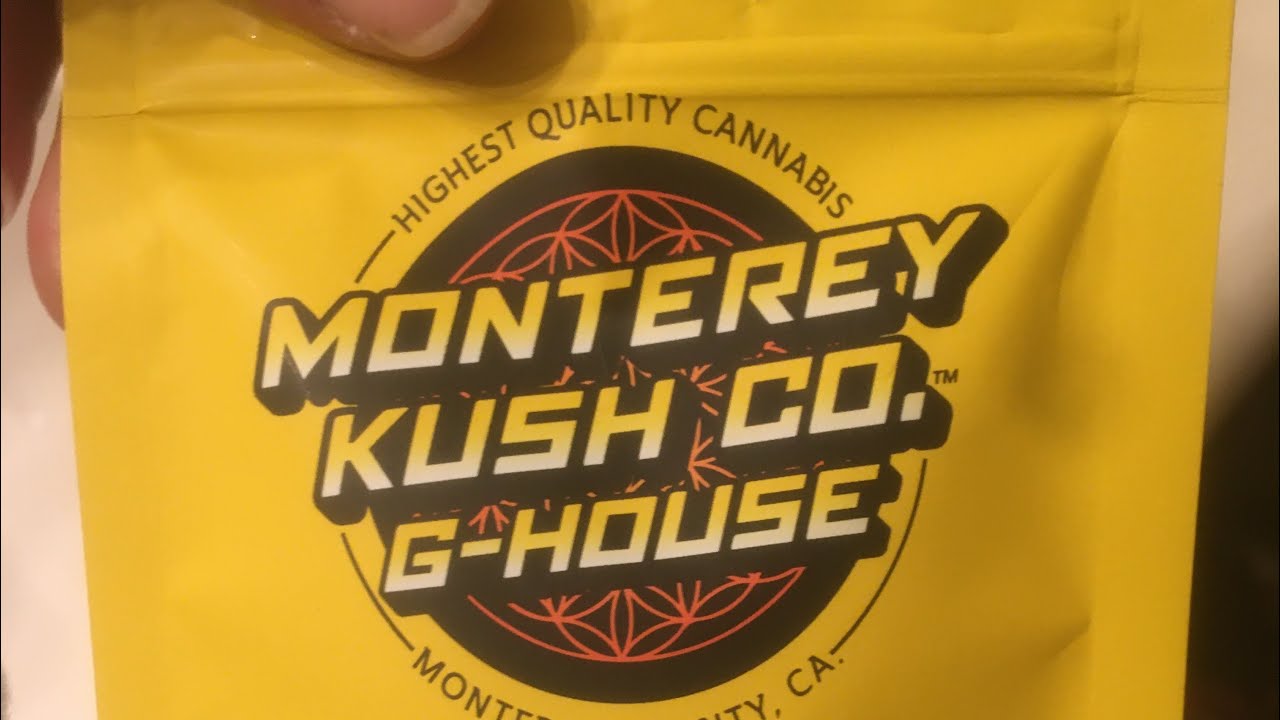 HIGHEST QUALITY CANNABIS
MONTEREY
KUSH CO.™
G-HOUSE
CA.